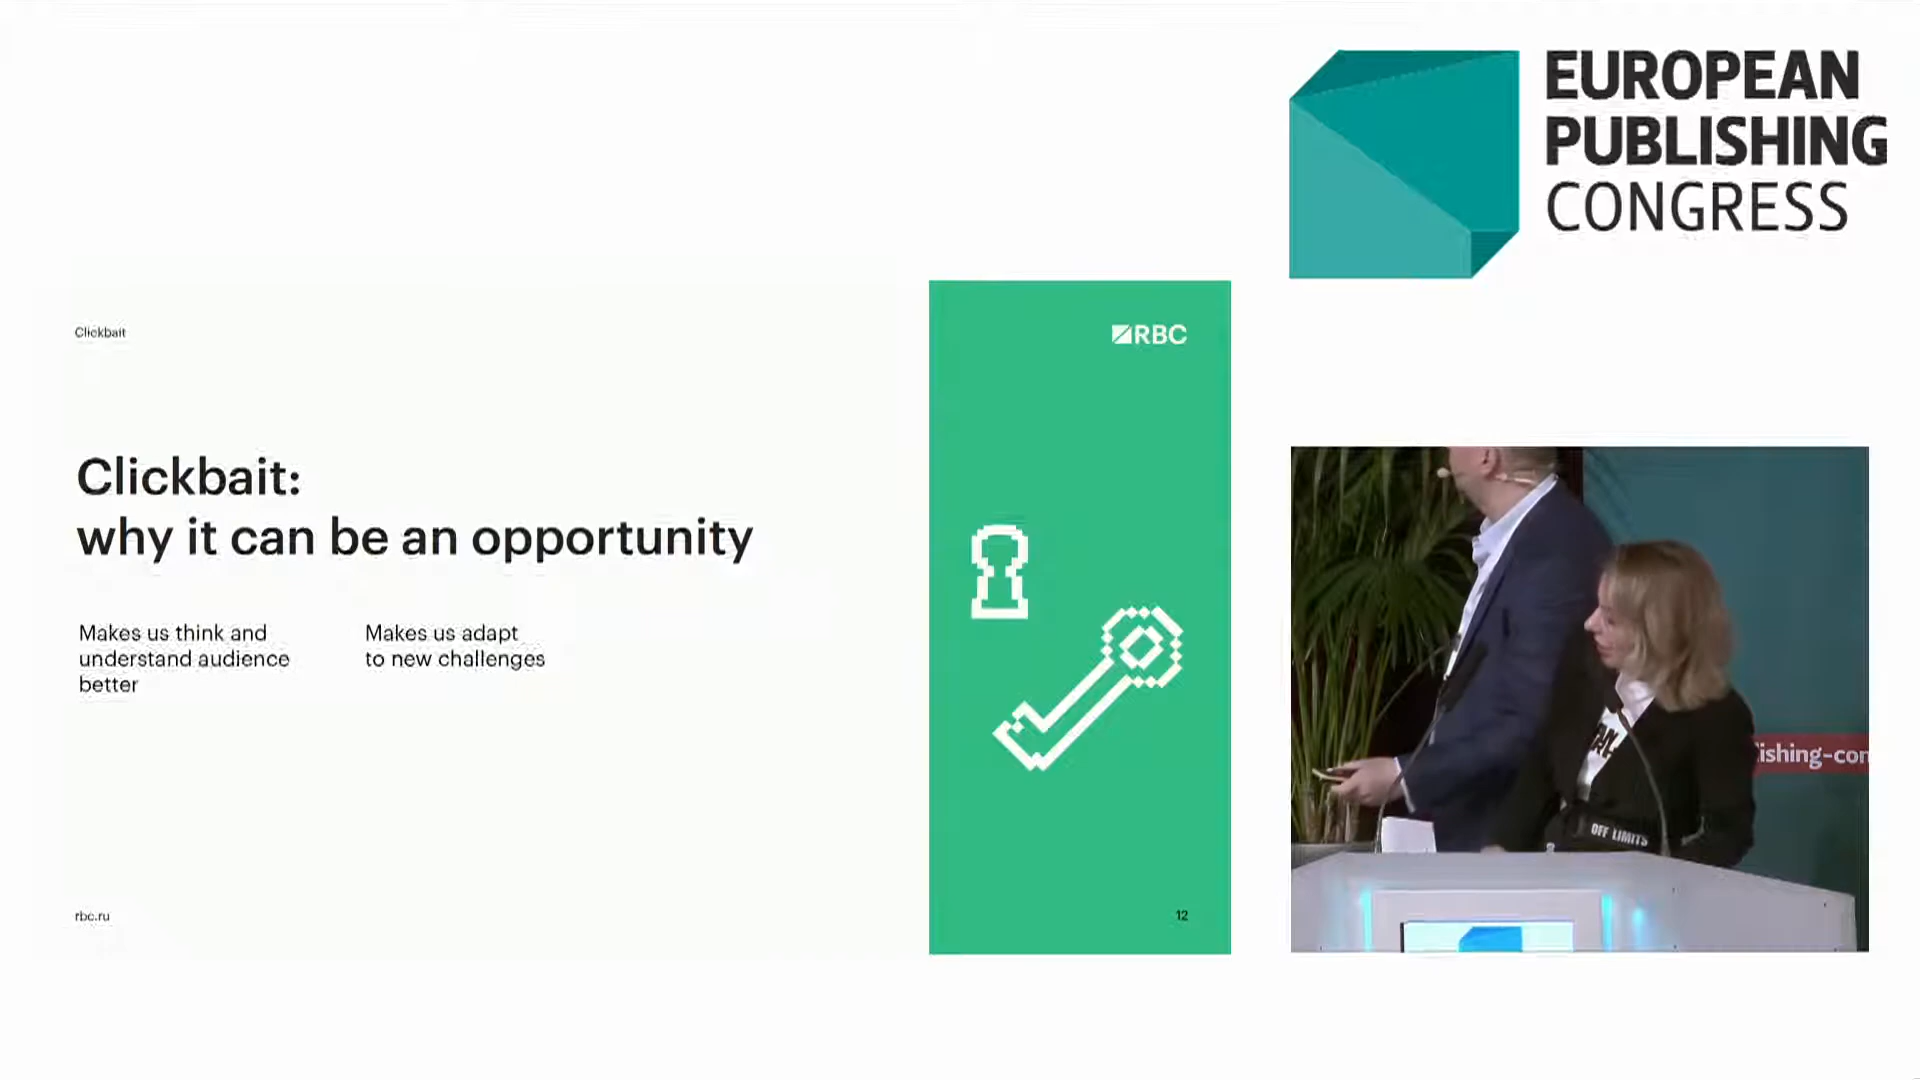 EUROPEAN
PUBLISHING
CONGRESS
Clickbait
RBC
Clickbait:
why it can be an opportunity
Makes us think and
understand audience
better
Makes us adapt
to new challenges
rbc.ru
12
ishing-con
OFF LIMITS